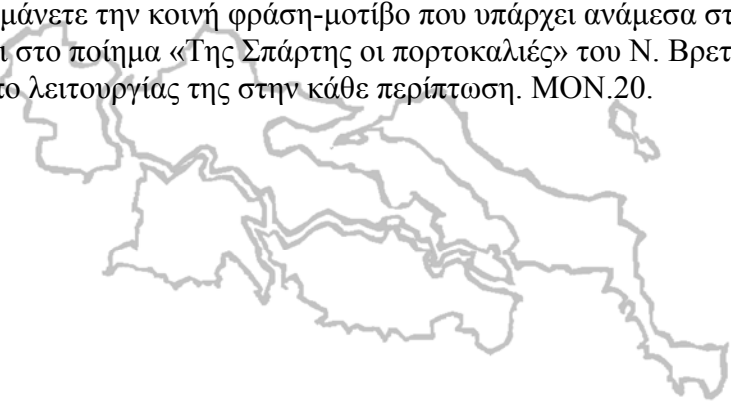 μάνετε την κοινή φράση-μοτίβο που υπάρχει ανάμεσα στ
ι στο ποίημα «Της Σπάρτης οι πορτοκαλιές» του Ν. Βρετ
το λειτουργίας της στην κάθε περίπτωση. ΜΟΝ.20.